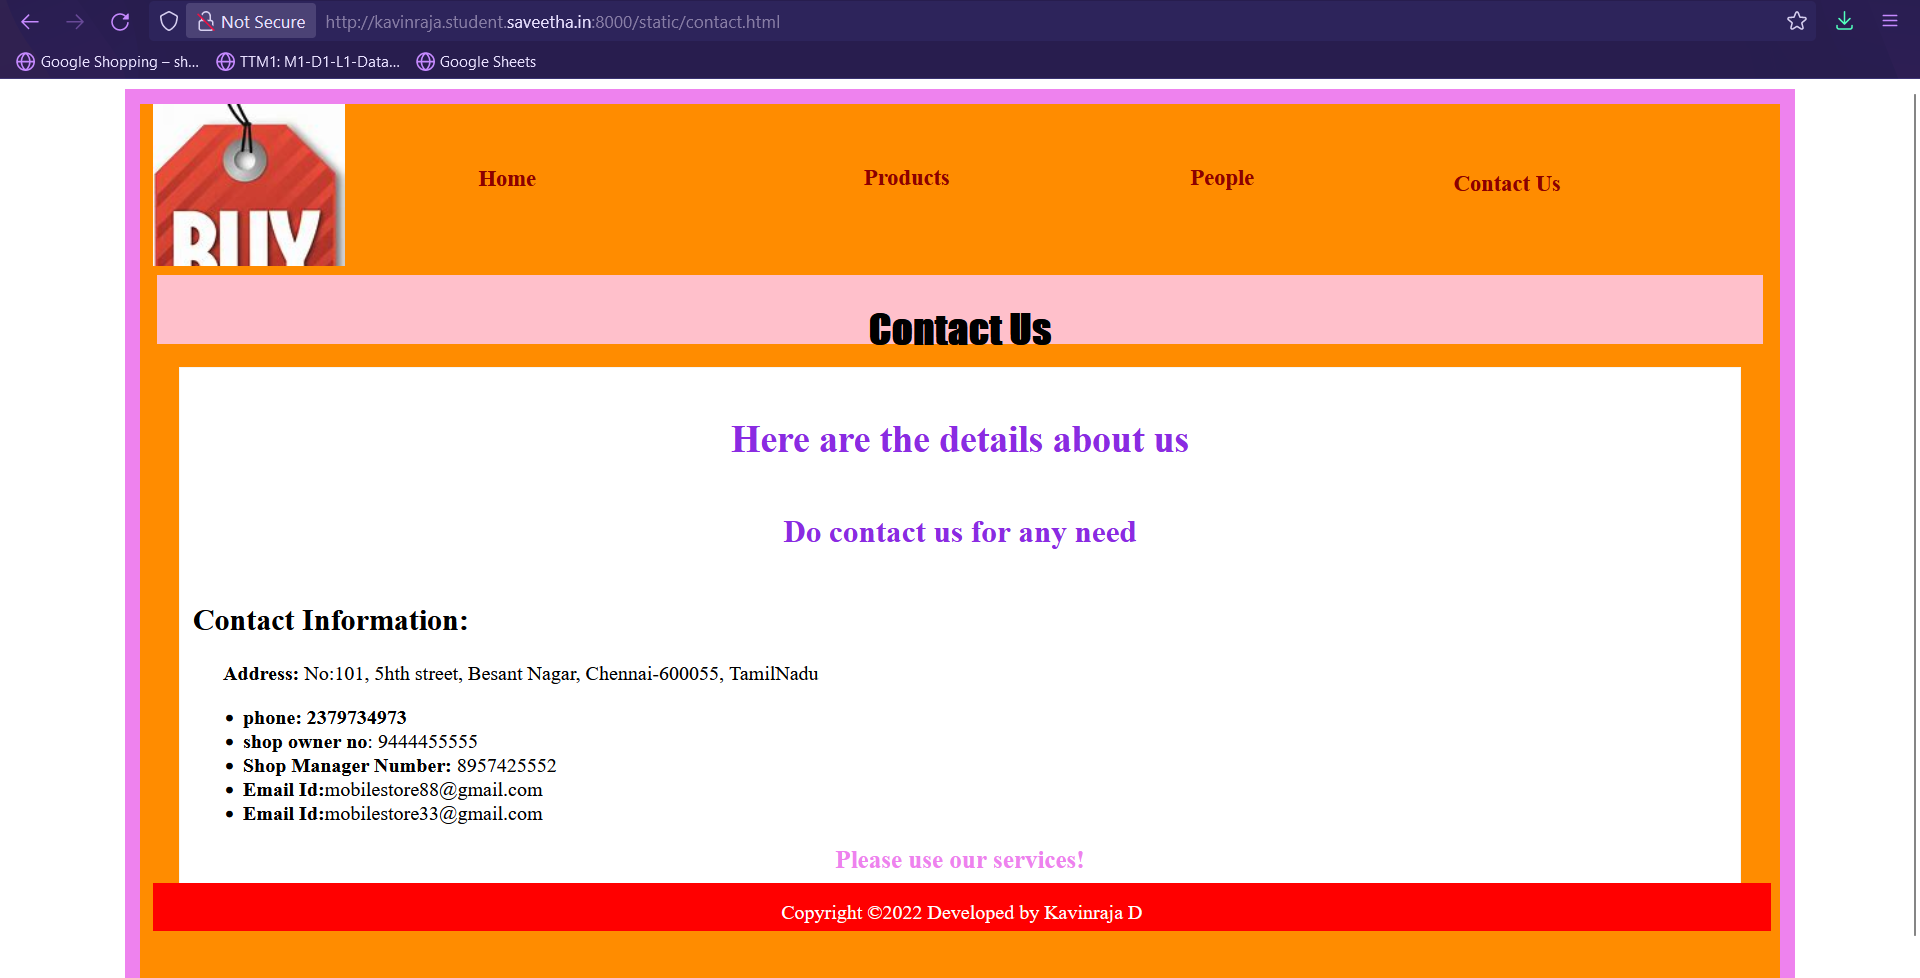 Not Secure http://kavinraja.student.saveetha.in:8000/static/contact.html
Google Shopping – sh... TTM1: M1-D1-L1-Data... Google Sheets
BUY
Home Products People Contact Us
Contact Us
Here are the details about us
Do contact us for any need
Contact Information:
Address: No:101, 5hth street, Besant Nagar, Chennai-600055, TamilNadu
• phone: 2379734973
• shop owner no: 9444455555
• Shop Manager Number: 8957425552
• Email Id:mobilestore88@gmail.com
• Email Id:mobilestore33@gmail.com
Please use our services!
Copyright ©2022 Developed by Kavinraja D